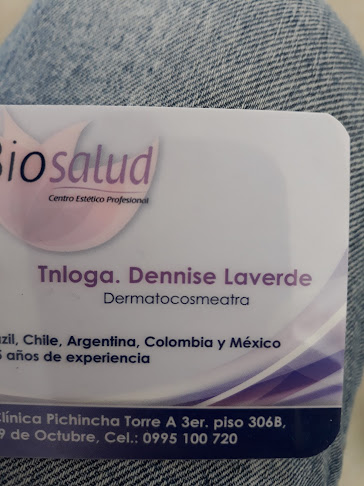 Biosalud
Centro Estético Profesional
Tnloga. Dennise Laverde
Dermatocosmeatra
zil, Chile, Argentina, Colombia y México
5 años de experiencia
línica Pichincha Torre A 3er. piso 306B,
9 de Octubre, Cel.: 0995 100 720